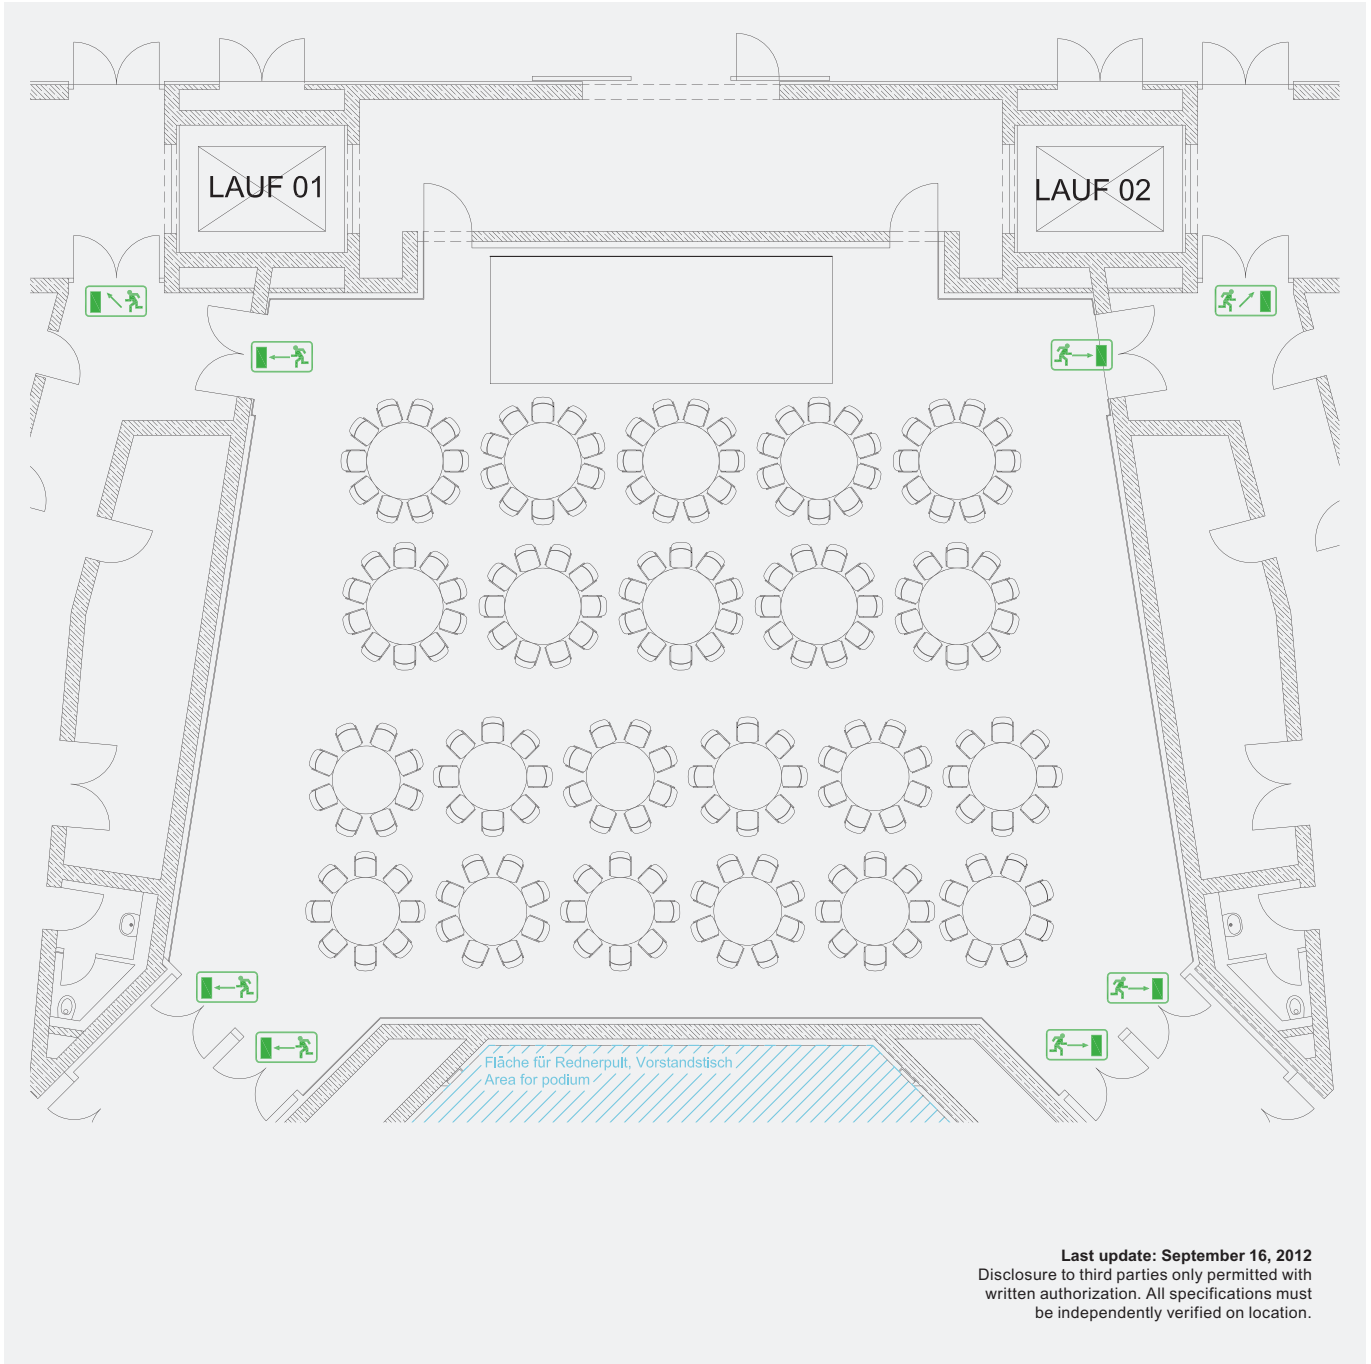 LAUF 01
LAUF 02
Fläche für Rednerpult, Vorstandstisch
Area for podium
Last update: September 16, 2012
Disclosure to third parties only permitted with
written authorization. All specifications must
be independently verified on location.